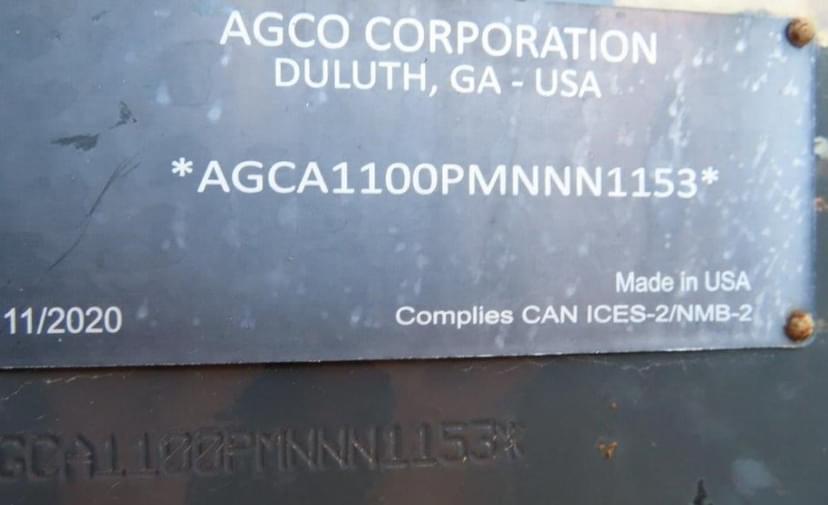 AGCO CORPORATION
DULUTH, GA - USA
*AGCA1100PMNNN1153*
Made in USA
11/2020
Complies CAN ICES-2/NMB-2
GCA1100PMNNN1153*